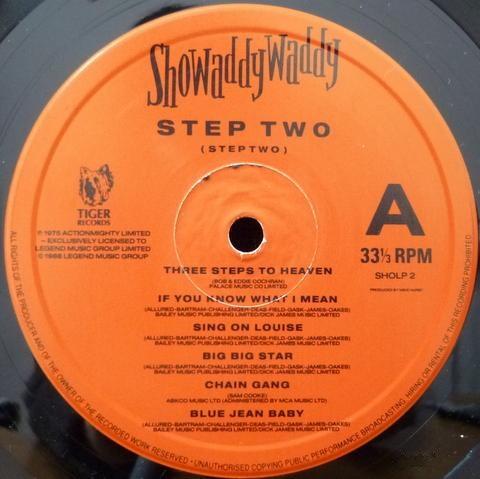 Showaddywaddy
STEP TWO
(STEPTWO)
TIGER
RECORDS
℗ 1975 ACTIONMIGHTY LIMITED
– EXCLUSIVELY LICENSED TO
LEGEND MUSIC GROUP LIMITED
© 1988 LEGEND MUSIC GROUP
A
33⅓ RPM
SHOLP 2
PRODUCED BY MIKE HURST
THREE STEPS TO HEAVEN
(BOB & EDDIE COCHRAN)
PALACE MUSIC CO LIMITED
IF YOU KNOW WHAT I MEAN
(ALLURED-BARTRAM-CHALLENGER-DEAS-FIELD-GASK-JAMES-OAKES)
BAILEY MUSIC PUBLISHING LIMITED/DICK JAMES MUSIC LIMITED
SING ON LOUISE
(ALLURED-BARTRAM-CHALLENGER-DEAS-FIELD-GASK-JAMES-OAKES)
BAILEY MUSIC PUBLISHING LIMITED/DICK JAMES MUSIC LIMITED
BIG BIG STAR
(ALLURED-BARTRAM-CHALLENGER-DEAS-FIELD-GASK-JAMES-OAKES)
BAILEY MUSIC PUBLISHING LIMITED/DICK JAMES MUSIC LIMITED
CHAIN GANG
(SAM COOKE)
ABKCO MUSIC LTD (ADMINISTERED BY MCA MUSIC LTD)
BLUE JEAN BABY
(ALLURED-BARTRAM-CHALLENGER-DEAS-FIELD-GASK-JAMES-OAKES)
BAILEY MUSIC PUBLISHING LIMITED/DICK JAMES MUSIC LIMITED
ALL RIGHTS OF THE PRODUCER AND OF THE OWNER OF THE RECORDED WORK RESERVED • UNAUTHORISED COPYING PUBLIC PERFORMANCE BROADCASTING, HIRING OR RENTAL OF THIS RECORDING PROHIBITED